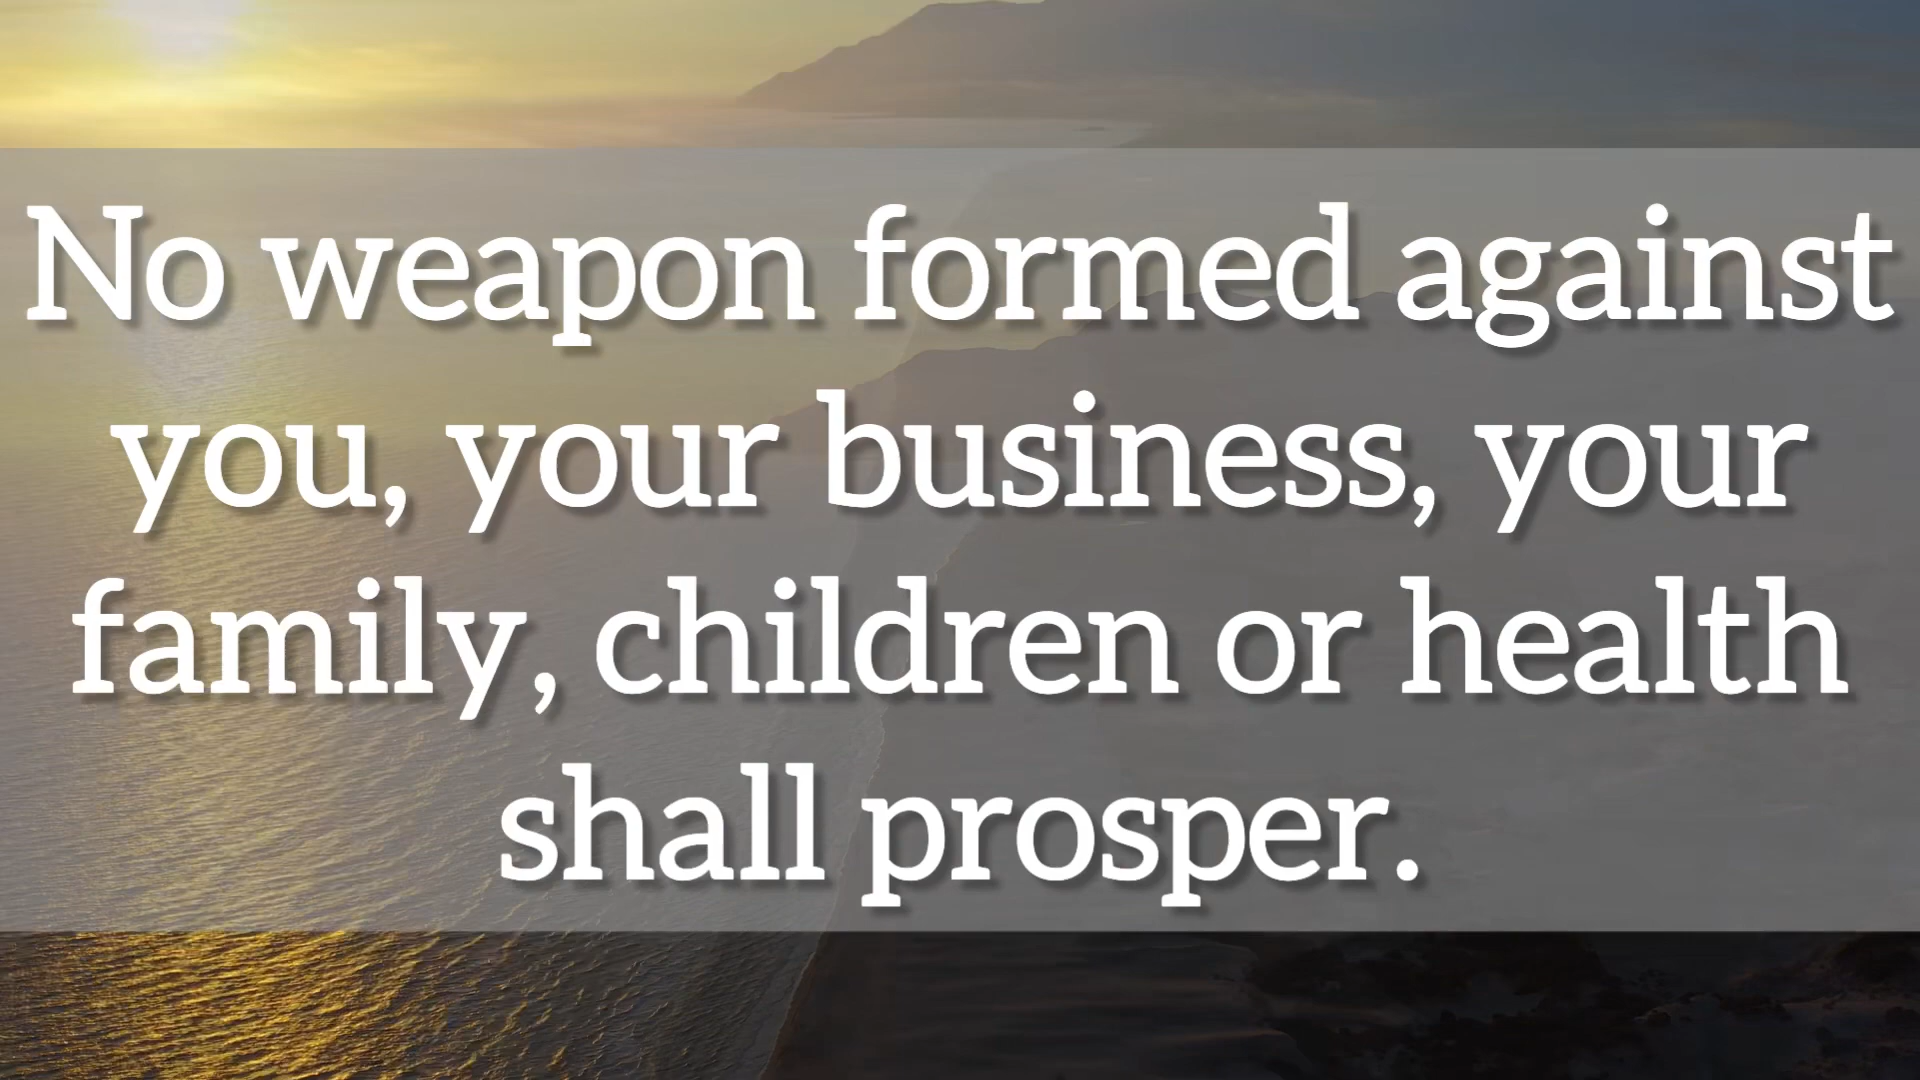 No weapon formed against
you, your business, your
family, children or health
shall prosper.